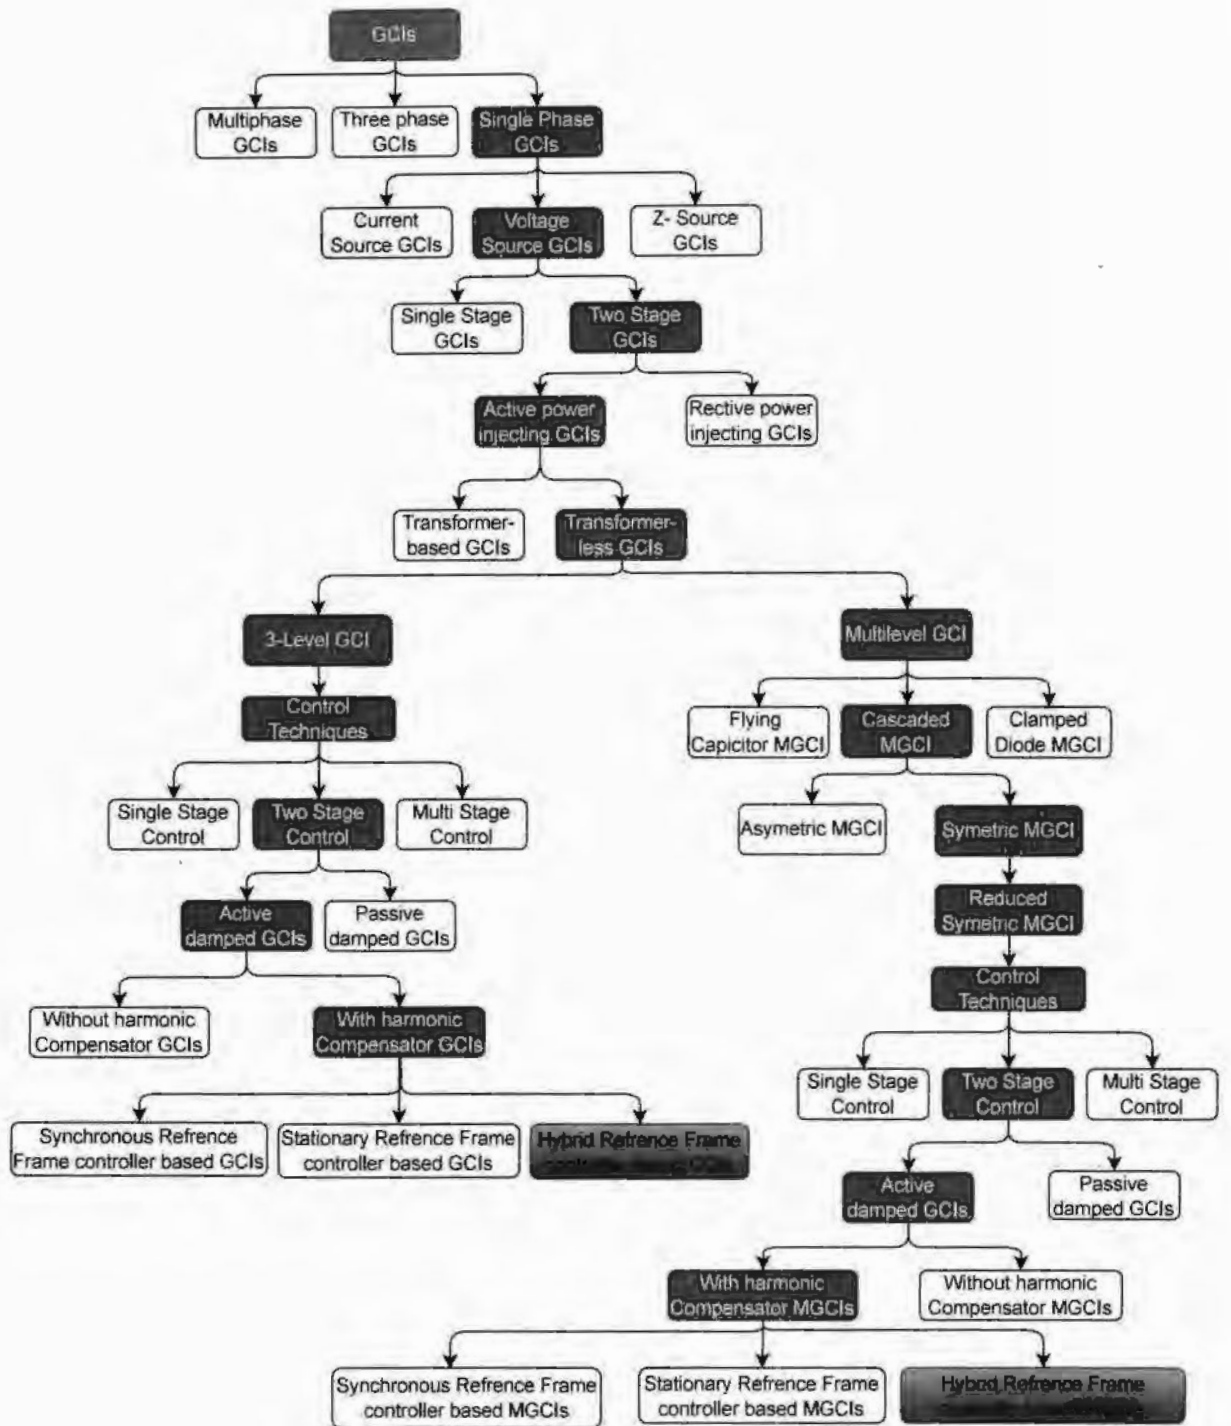 GCIs
Multiphase
GCIs
Three phase
GCIs
Single Phase
GCIs
Current
Source GCIs
Voltage
Source GCIs
Z- Source
GCIs
Single Stage
GCIs
Two Stage
GCIs
Active power
injecting GCIs
Rective power
injecting GCIs
Transformer-
based GCIs
Transformer-
less GCIs
3-Level GCI
Multilevel GCI
Control
Techniques
Flying
Capicitor MGCI
Cascaded
MGCI
Clamped
Diode MGCI
Single Stage
Control
Two Stage
Control
Multi Stage
Control
Asymetric MGCI
Symetric MGCI
Active
damped GCIs
Passive
damped GCIs
Reduced
Symetric MGCI
Control
Techniques
Without harmonic
Compensator GCIs
With harmonic
Compensator GCIs
Single Stage
Control
Two Stage
Control
Multi Stage
Control
Synchronous Refrence
Frame controller based GCIs
Stationary Refrence Frame
controller based GCIs
Hybrid Refrence Frame
Active
damped GCIs
Passive
damped GCIs
With harmonic
Compensator MGCIs
Without harmonic
Compensator MGCIs
Synchronous Refrence Frame
controller based MGCIs
Stationary Refrence Frame
controller based MGCIs
Hybrid Refrence Frame